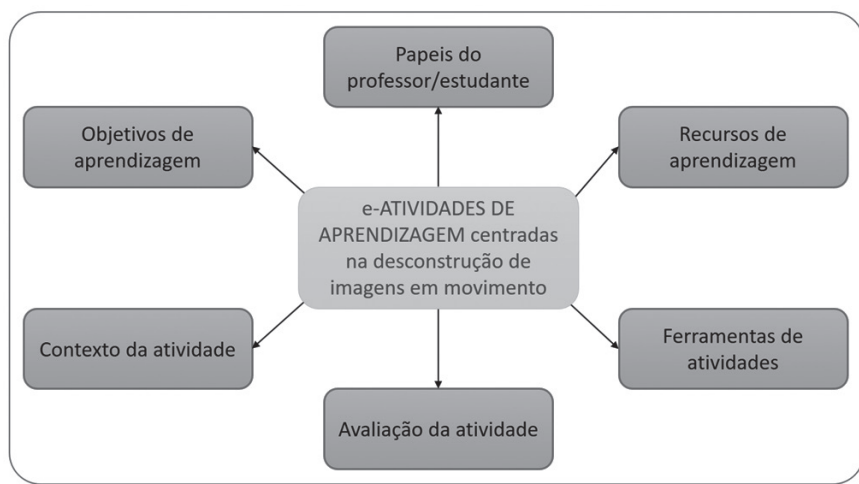 Papeis do
professor/estudante
Objetivos de
aprendizagem
Recursos de
aprendizagem
e-ATIVIDADES DE
APRENDIZAGEM centradas
na desconstrução de
imagens em movimento
Contexto da atividade
Ferramentas de
atividades
Avaliação da atividade